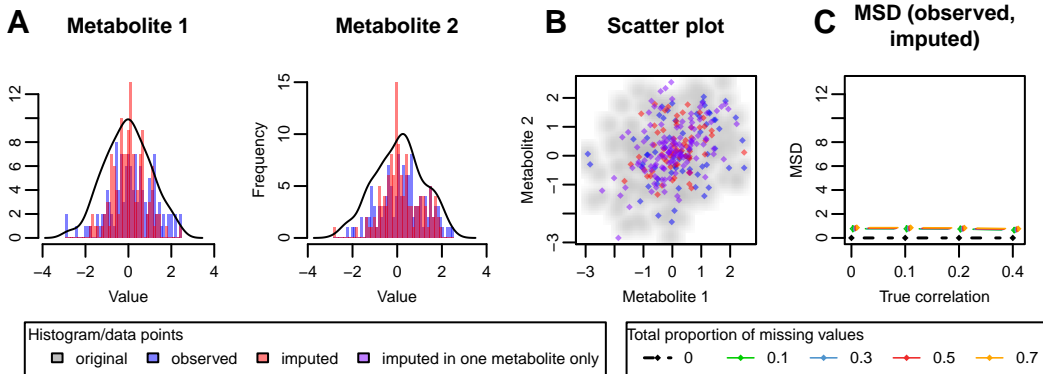 A
Metabolite 1
Metabolite 2
B
Scatter plot
C
MSD (observed,
imputed)
0 2 4 6 8 12
−4 −2 0 2 4
Value
Frequency
0 5 10 15
−4 −2 0 2 4
Value
Metabolite 2
−3 −1 0 1 2
−3 −1 0 1 2
Metabolite 1
MSD
0 2 4 6 8 12
0 0.1 0.2 0.4
True correlation
Histogram/data points
original observed imputed imputed in one metabolite only
Total proportion of missing values
0 0.1 0.3 0.5 0.7